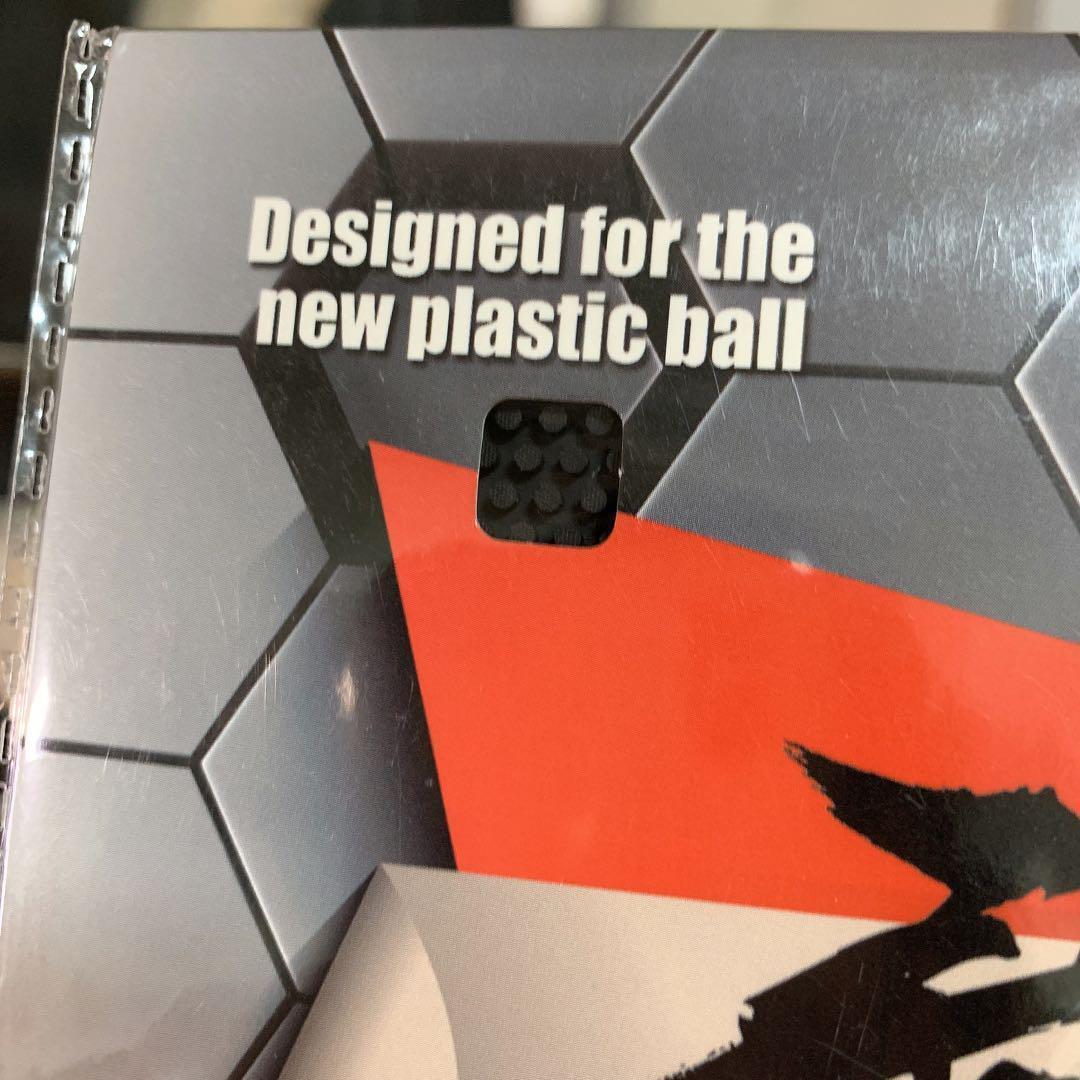 Designed for the
new plastic ball